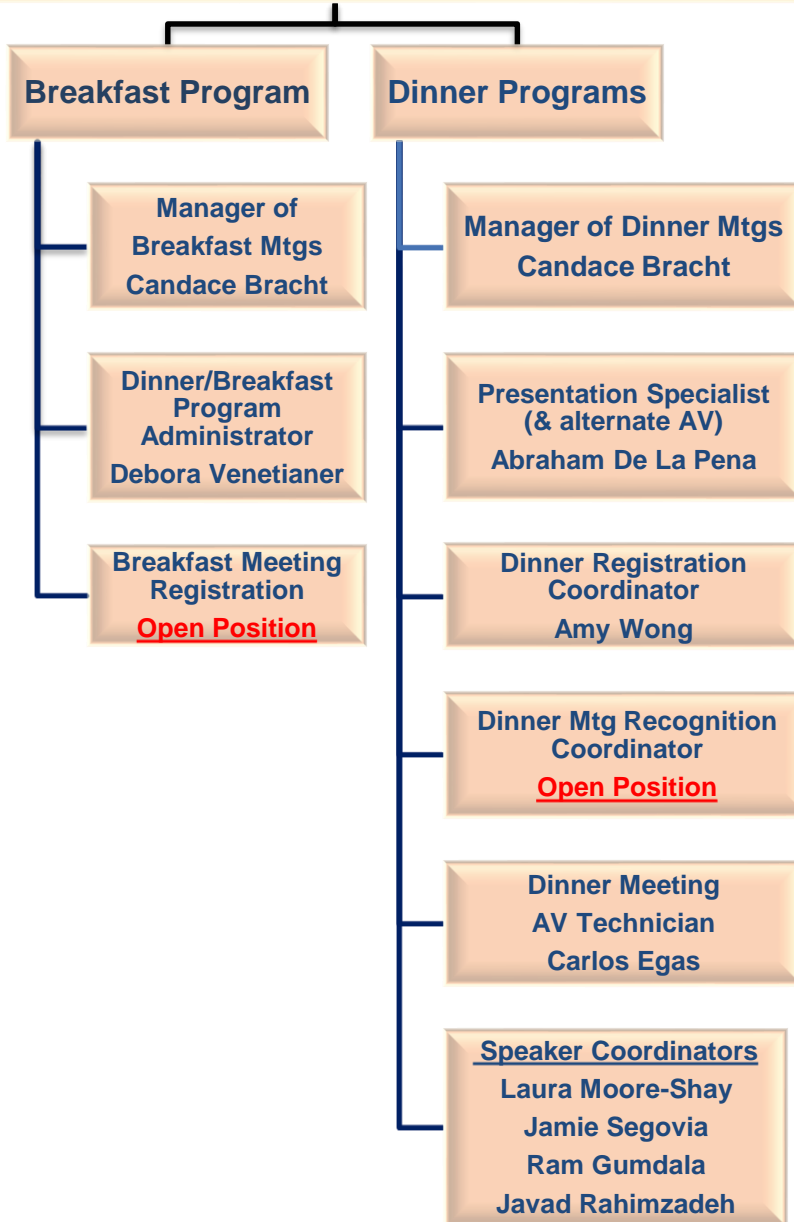 Breakfast Program
Manager of
Breakfast Mtgs
Candace Bracht
Dinner/Breakfast
Program
Administrator
Debora Venetianer
Breakfast Meeting
Registration
Open Position
Dinner Programs
Manager of Dinner Mtgs
Candace Bracht
Presentation Specialist
(& alternate AV)
Abraham De La Pena
Dinner Registration
Coordinator
Amy Wong
Dinner Mtg Recognition
Coordinator
Open Position
Dinner Meeting
AV Technician
Carlos Egas
Speaker Coordinators
Laura Moore-Shay
Jamie Segovia
Ram Gumdala
Javad Rahimzadeh